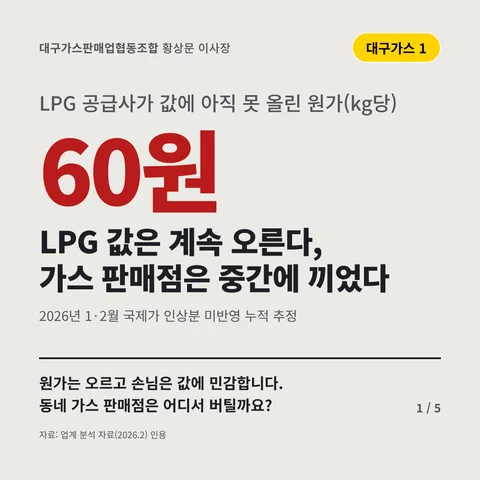 대구가스판매업협동조합 황상문 이사장
대구가스 1
LPG 공급사가 값에 아직 못 올린 원가(kg당)
60원
LPG 값은 계속 오른다,
가스 판매점은 중간에 끼었다
2026년 1·2월 국제가 인상분 미반영 누적 추정
원가는 오르고 손님은 값에 민감합니다.
동네 가스 판매점은 어디서 버틸까요?
1 / 5
자료: 업계 분석 자료(2026.2) 인용